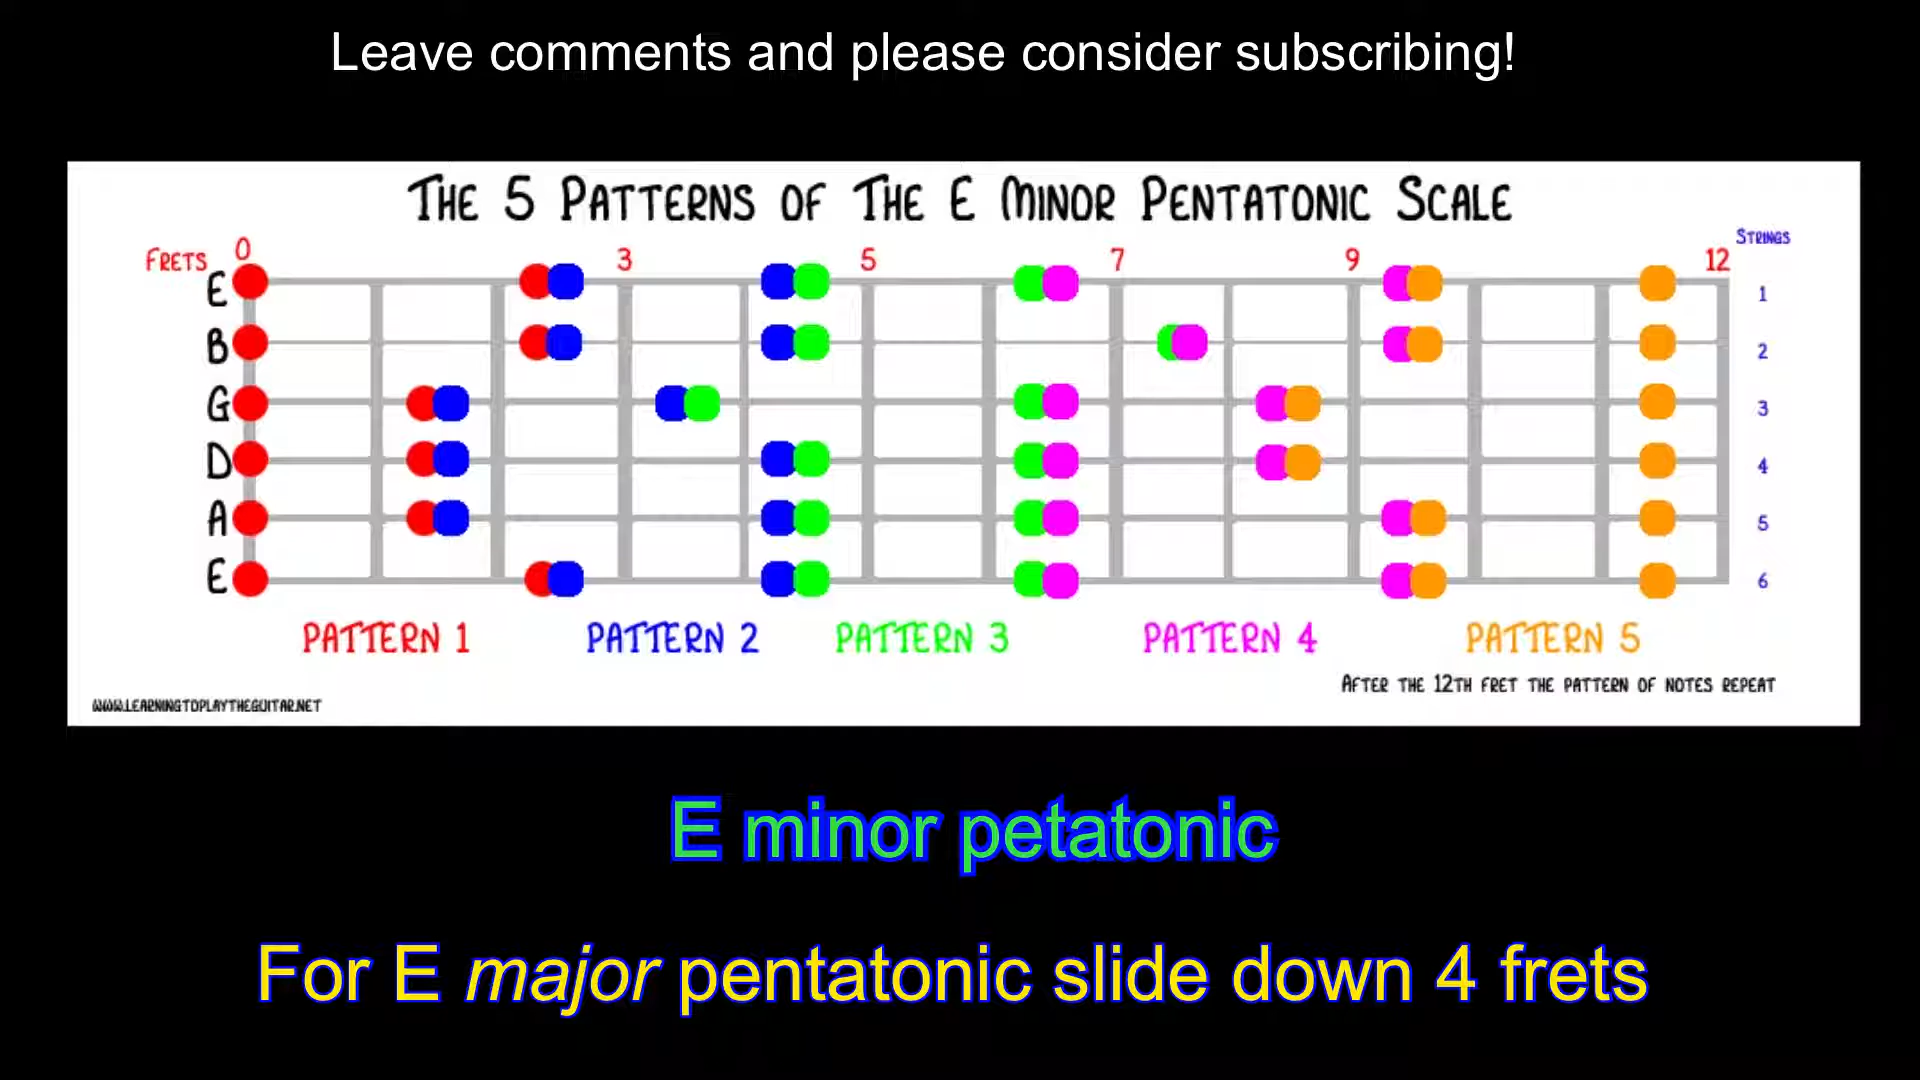 Leave comments and please consider subscribing!
THE 5 PATTERNS OF THE E MINOR PENTATONIC SCALE
FRETS 0 3 5 7 9 12 STRINGS
E 1
B 2
G 3
D 4
A 5
E 6
PATTERN 1 PATTERN 2 PATTERN 3 PATTERN 4 PATTERN 5
AFTER THE 12TH FRET THE PATTERN OF NOTES REPEAT
WWW.LEARNINGTOPLAYTHEGUITAR.NET
E minor petatonic
For E major pentatonic slide down 4 frets